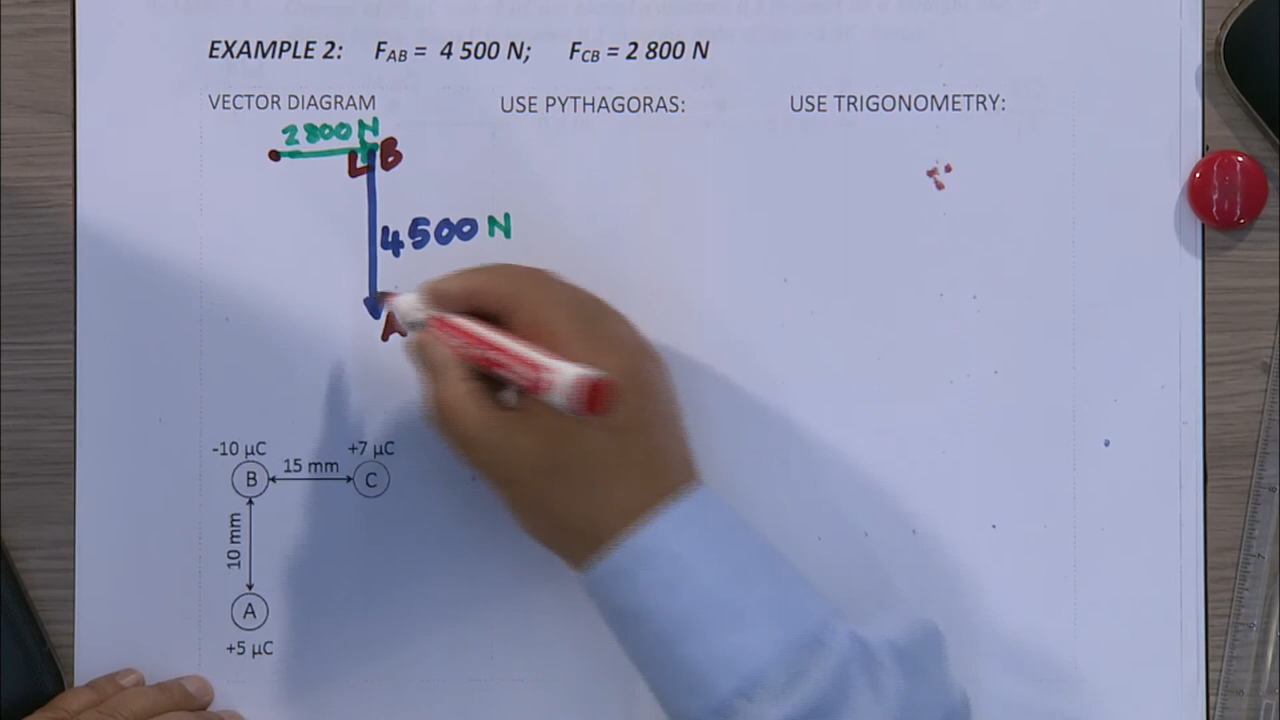 EXAMPLE 2: FAB = 4 500 N; FCB = 2 800 N
VECTOR DIAGRAM
USE PYTHAGORAS:
USE TRIGONOMETRY:
2800 N
B
4500 N
A
-10 µC
+7 µC
B
15 mm
C
10 mm
A
+5 µC